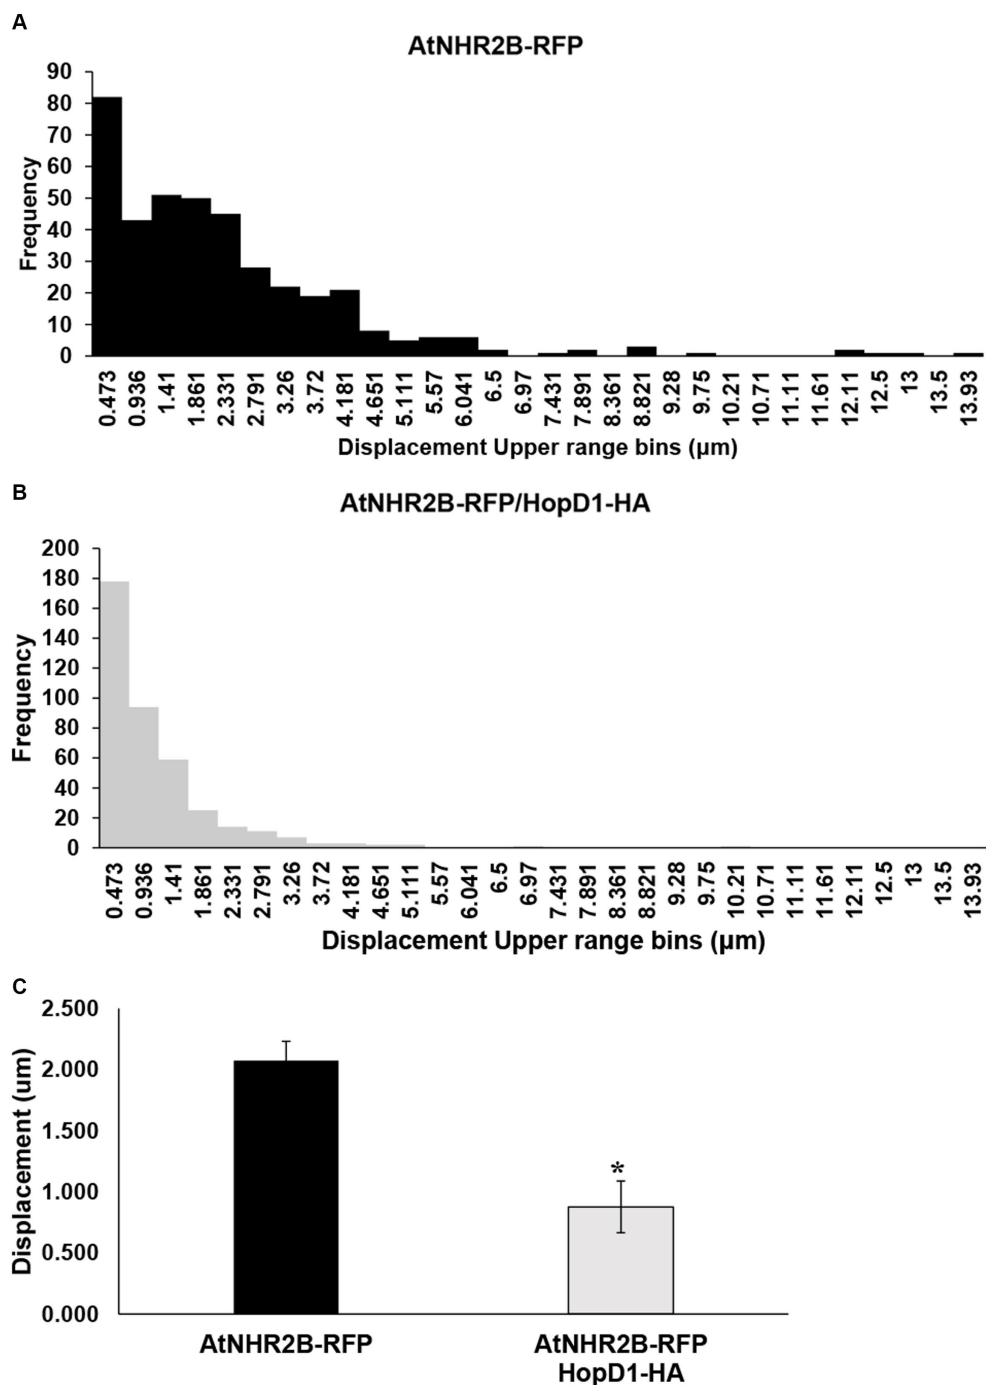 A
AtNHR2B-RFP
90
80
70
60
50
40
30
20
10
0
Frequency
0.473 0.936 1.41 1.861 2.331 2.791 3.26 3.72 4.181 4.651 5.111 5.57 6.041 6.5 6.97 7.431 7.891 8.361 8.821 9.28 9.75 10.21 10.71 11.11 11.61 12.11 12.5 13 13.5 13.93
Displacement Upper range bins (µm)
B
AtNHR2B-RFP/HopD1-HA
200
180
160
140
120
100
80
60
40
20
0
Frequency
0.473 0.936 1.41 1.861 2.331 2.791 3.26 3.72 4.181 4.651 5.111 5.57 6.041 6.5 6.97 7.431 7.891 8.361 8.821 9.28 9.75 10.21 10.71 11.11 11.61 12.11 12.5 13 13.5 13.93
Displacement Upper range bins (µm)
C
2.500
2.000
1.500
1.000
0.500
0.000
Displacement (um)
*
AtNHR2B-RFP
AtNHR2B-RFP
HopD1-HA